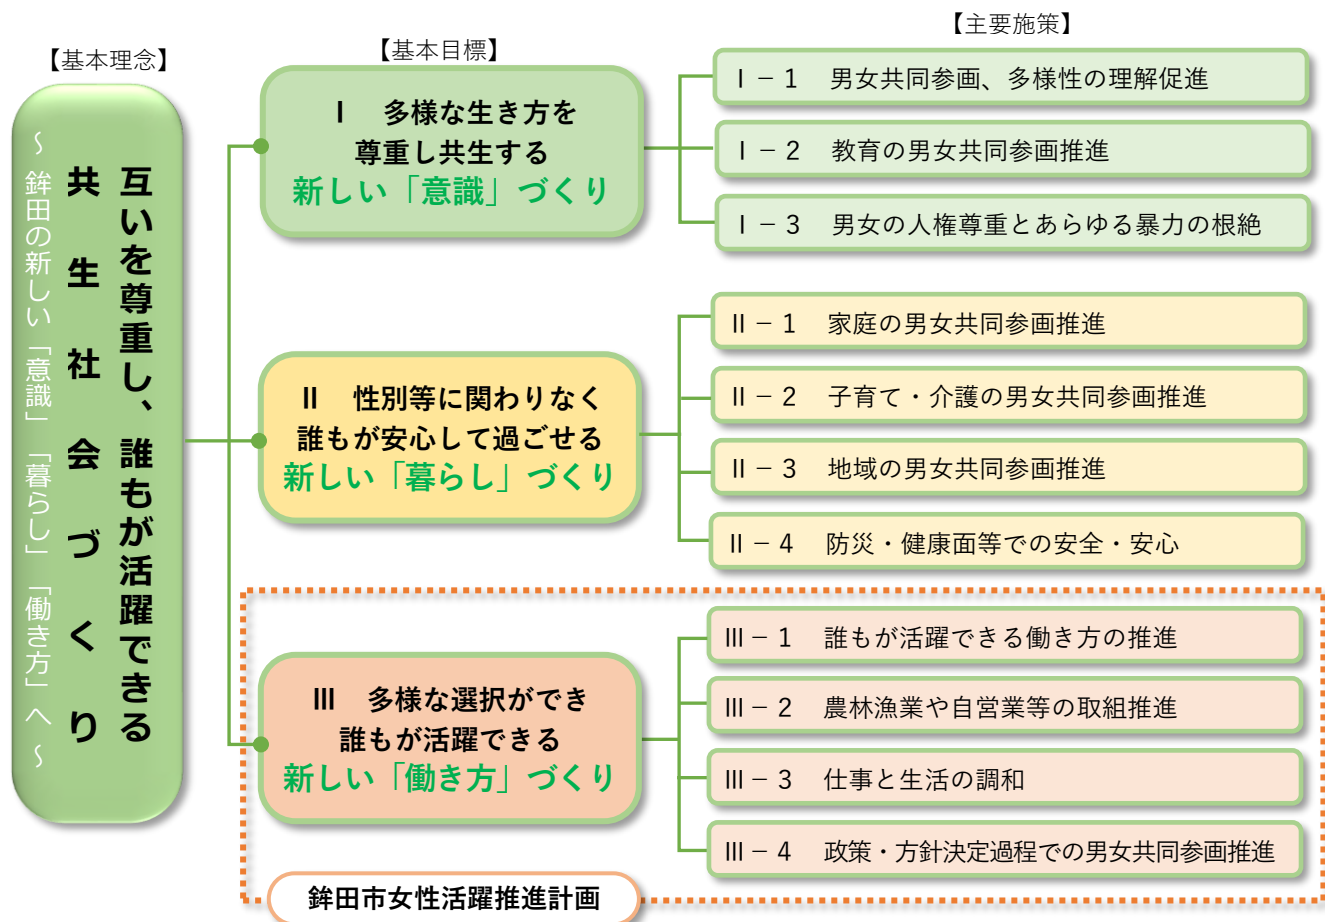 【基本理念】
互いを尊重し、誰もが活躍できる
共生社会づくり
～鉾田の新しい「意識」「暮らし」「働き方」へ～
【基本目標】
Ⅰ　多様な生き方を
尊重し共生する
新しい「意識」づくり
Ⅱ　性別等に関わりなく
誰もが安心して過ごせる
新しい「暮らし」づくり
Ⅲ　多様な選択ができ
誰もが活躍できる
新しい「働き方」づくり
【主要施策】
Ⅰ－１　男女共同参画、多様性の理解促進
Ⅰ－２　教育の男女共同参画推進
Ⅰ－３　男女の人権尊重とあらゆる暴力の根絶
Ⅱ－１　家庭の男女共同参画推進
Ⅱ－２　子育て・介護の男女共同参画推進
Ⅱ－３　地域の男女共同参画推進
Ⅱ－４　防災・健康面等での安全・安心
Ⅲ－１　誰もが活躍できる働き方の推進
Ⅲ－２　農林漁業や自営業等の取組推進
Ⅲ－３　仕事と生活の調和
Ⅲ－４　政策・方針決定過程での男女共同参画推進
鉾田市女性活躍推進計画